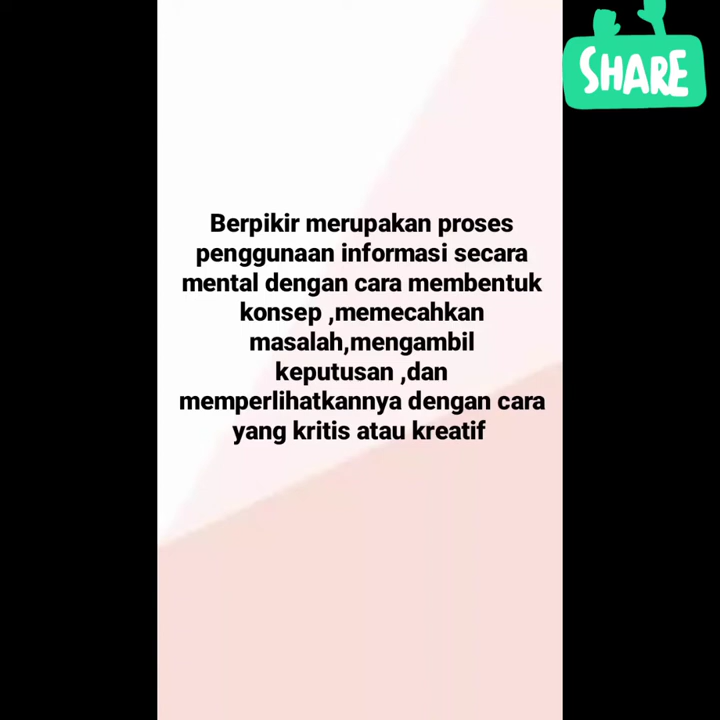 SHARE
Berpikir merupakan proses
penggunaan informasi secara
mental dengan cara membentuk
konsep ,memecahkan
masalah,mengambil
keputusan ,dan
memperlihatkannya dengan cara
yang kritis atau kreatif